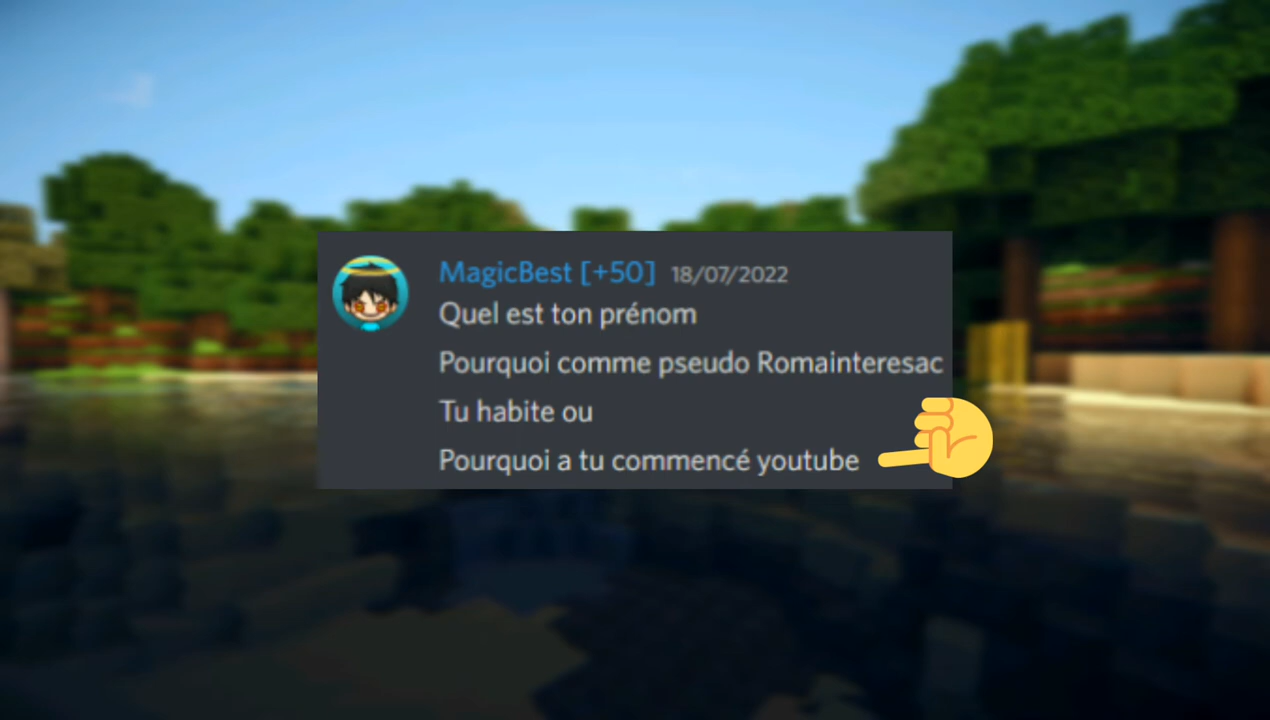 MagicBest [+50] 18/07/2022
Quel est ton prénom
Pourquoi comme pseudo Romainteresac
Tu habite ou
Pourquoi a tu commencé youtube